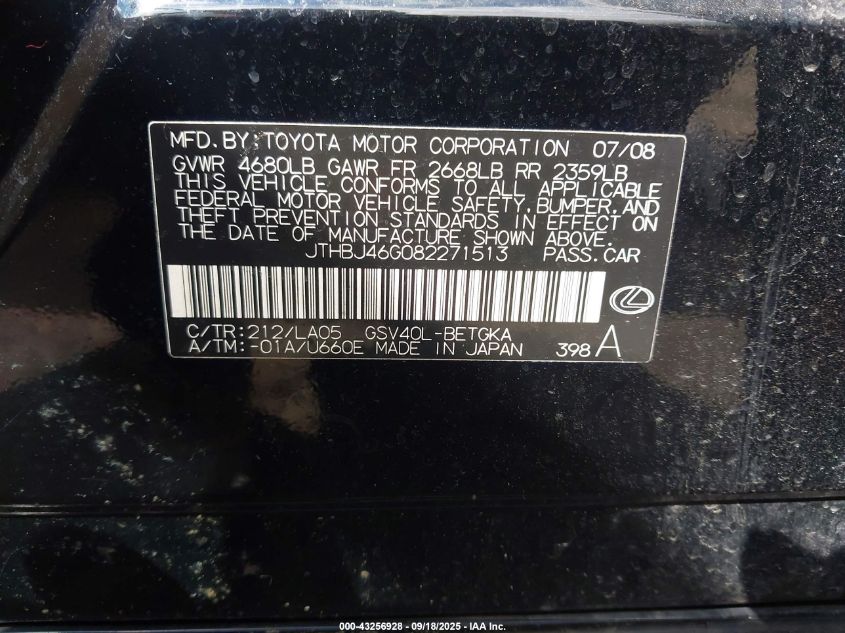 MFD. BY: TOYOTA MOTOR CORPORATION 07/08
GVWR 4680LB GAWR FR 2668LB RR 2359LB
THIS VEHICLE CONFORMS TO ALL APPLICABLE
FEDERAL MOTOR VEHICLE SAFETY, BUMPER, AND
THEFT PREVENTION STANDARDS IN EFFECT ON
THE DATE OF MANUFACTURE SHOWN ABOVE.
JTHBJ46G082271513 PASS. CAR
C/TR: 212/LA05 GSV40L-BETGKA
A/TM: -01A/U660E MADE IN JAPAN 398 A
000-43256928 - 09/18/2025 - IAA Inc.